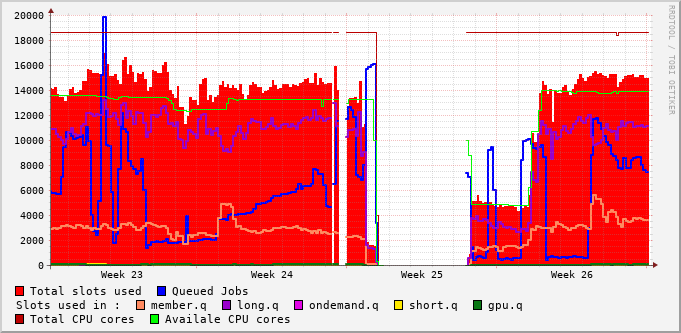 RRDTOOL / TOBI OETIKER
20000
18000
16000
14000
12000
10000
8000
6000
4000
2000
0
Week 23 Week 24 Week 25 Week 26
Total slots used Queued Jobs
Slots used in : member.q long.q ondemand.q short.q gpu.q
Total CPU cores Availale CPU cores